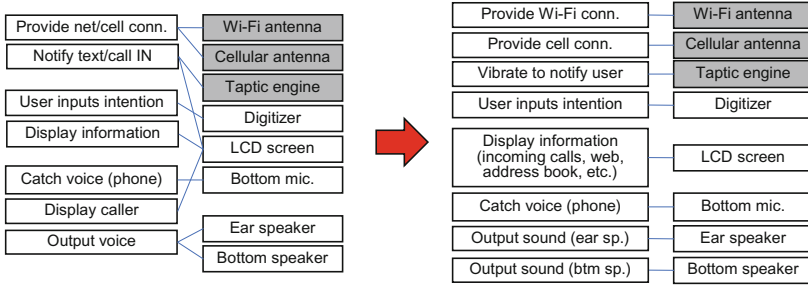 Provide net/cell conn.
Notify text/call IN
User inputs intention
Display information
Catch voice (phone)
Display caller
Output voice
Wi-Fi antenna
Cellular antenna
Taptic engine
Digitizer
LCD screen
Bottom mic.
Ear speaker
Bottom speaker
Provide Wi-Fi conn.
Provide cell conn.
Vibrate to notify user
User inputs intention
Display information
(incoming calls, web,
address book, etc.)
Catch voice (phone)
Output sound (ear sp.)
Output sound (btm sp.)
Wi-Fi antenna
Cellular antenna
Taptic engine
Digitizer
LCD screen
Bottom mic.
Ear speaker
Bottom speaker